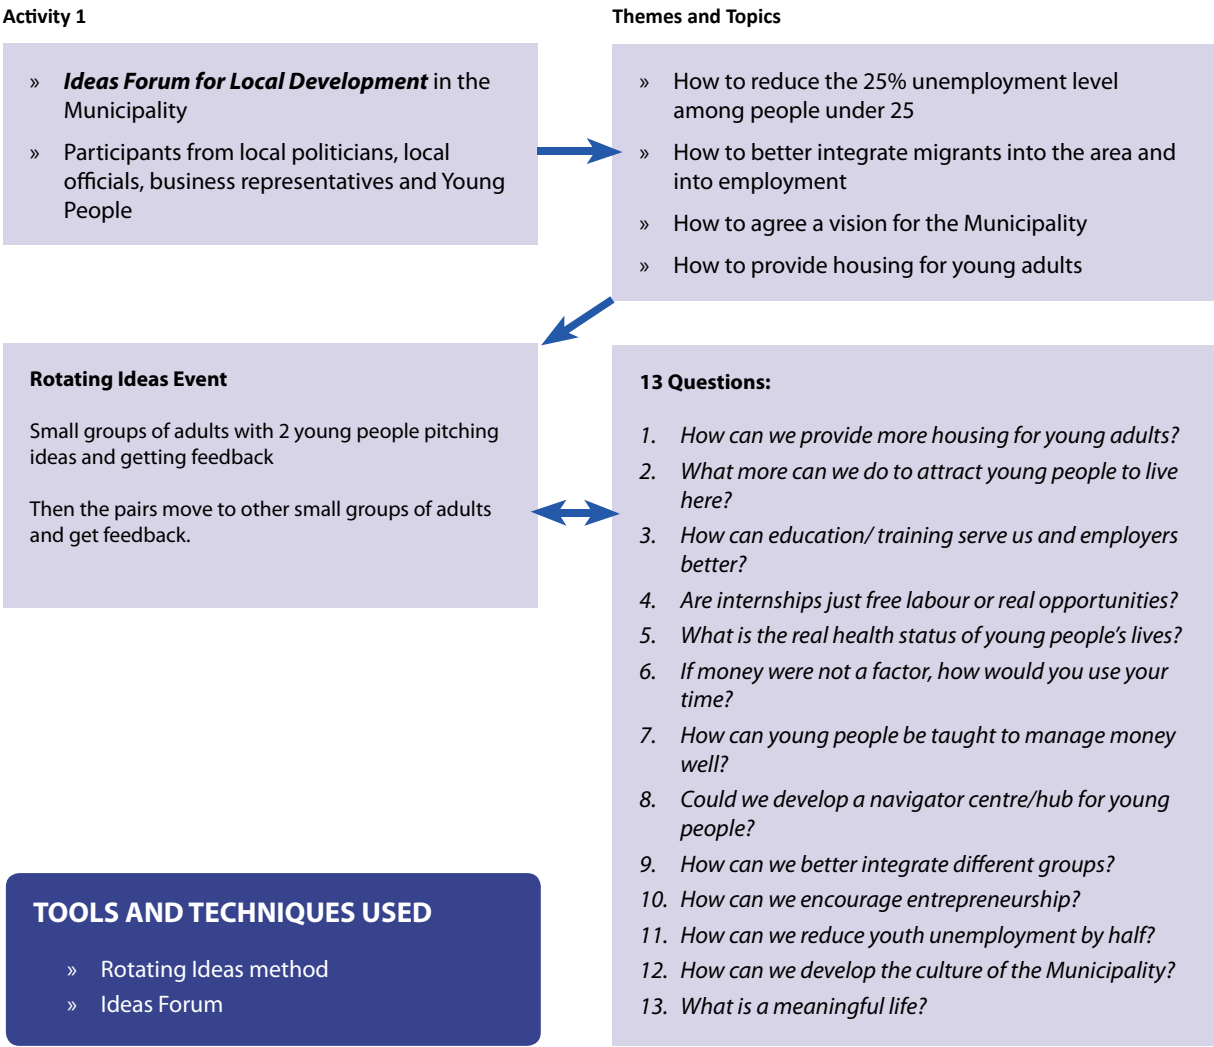 Activity 1
» Ideas Forum for Local Development in the
Municipality
» Participants from local politicians, local
officials, business representatives and Young
People
Themes and Topics
» How to reduce the 25% unemployment level
among people under 25
» How to better integrate migrants into the area and
into employment
» How to agree a vision for the Municipality
» How to provide housing for young adults
Rotating Ideas Event
Small groups of adults with 2 young people pitching
ideas and getting feedback
Then the pairs move to other small groups of adults
and get feedback.
13 Questions:
1. How can we provide more housing for young adults?
2. What more can we do to attract young people to live
here?
3. How can education/ training serve us and employers
better?
4. Are internships just free labour or real opportunities?
5. What is the real health status of young people's lives?
6. If money were not a factor, how would you use your
time?
7. How can young people be taught to manage money
well?
8. Could we develop a navigator centre/hub for young
people?
9. How can we better integrate different groups?
10. How can we encourage entrepreneurship?
11. How can we reduce youth unemployment by half?
12. How can we develop the culture of the Municipality?
13. What is a meaningful life?
TOOLS AND TECHNIQUES USED
» Rotating Ideas method
» Ideas Forum